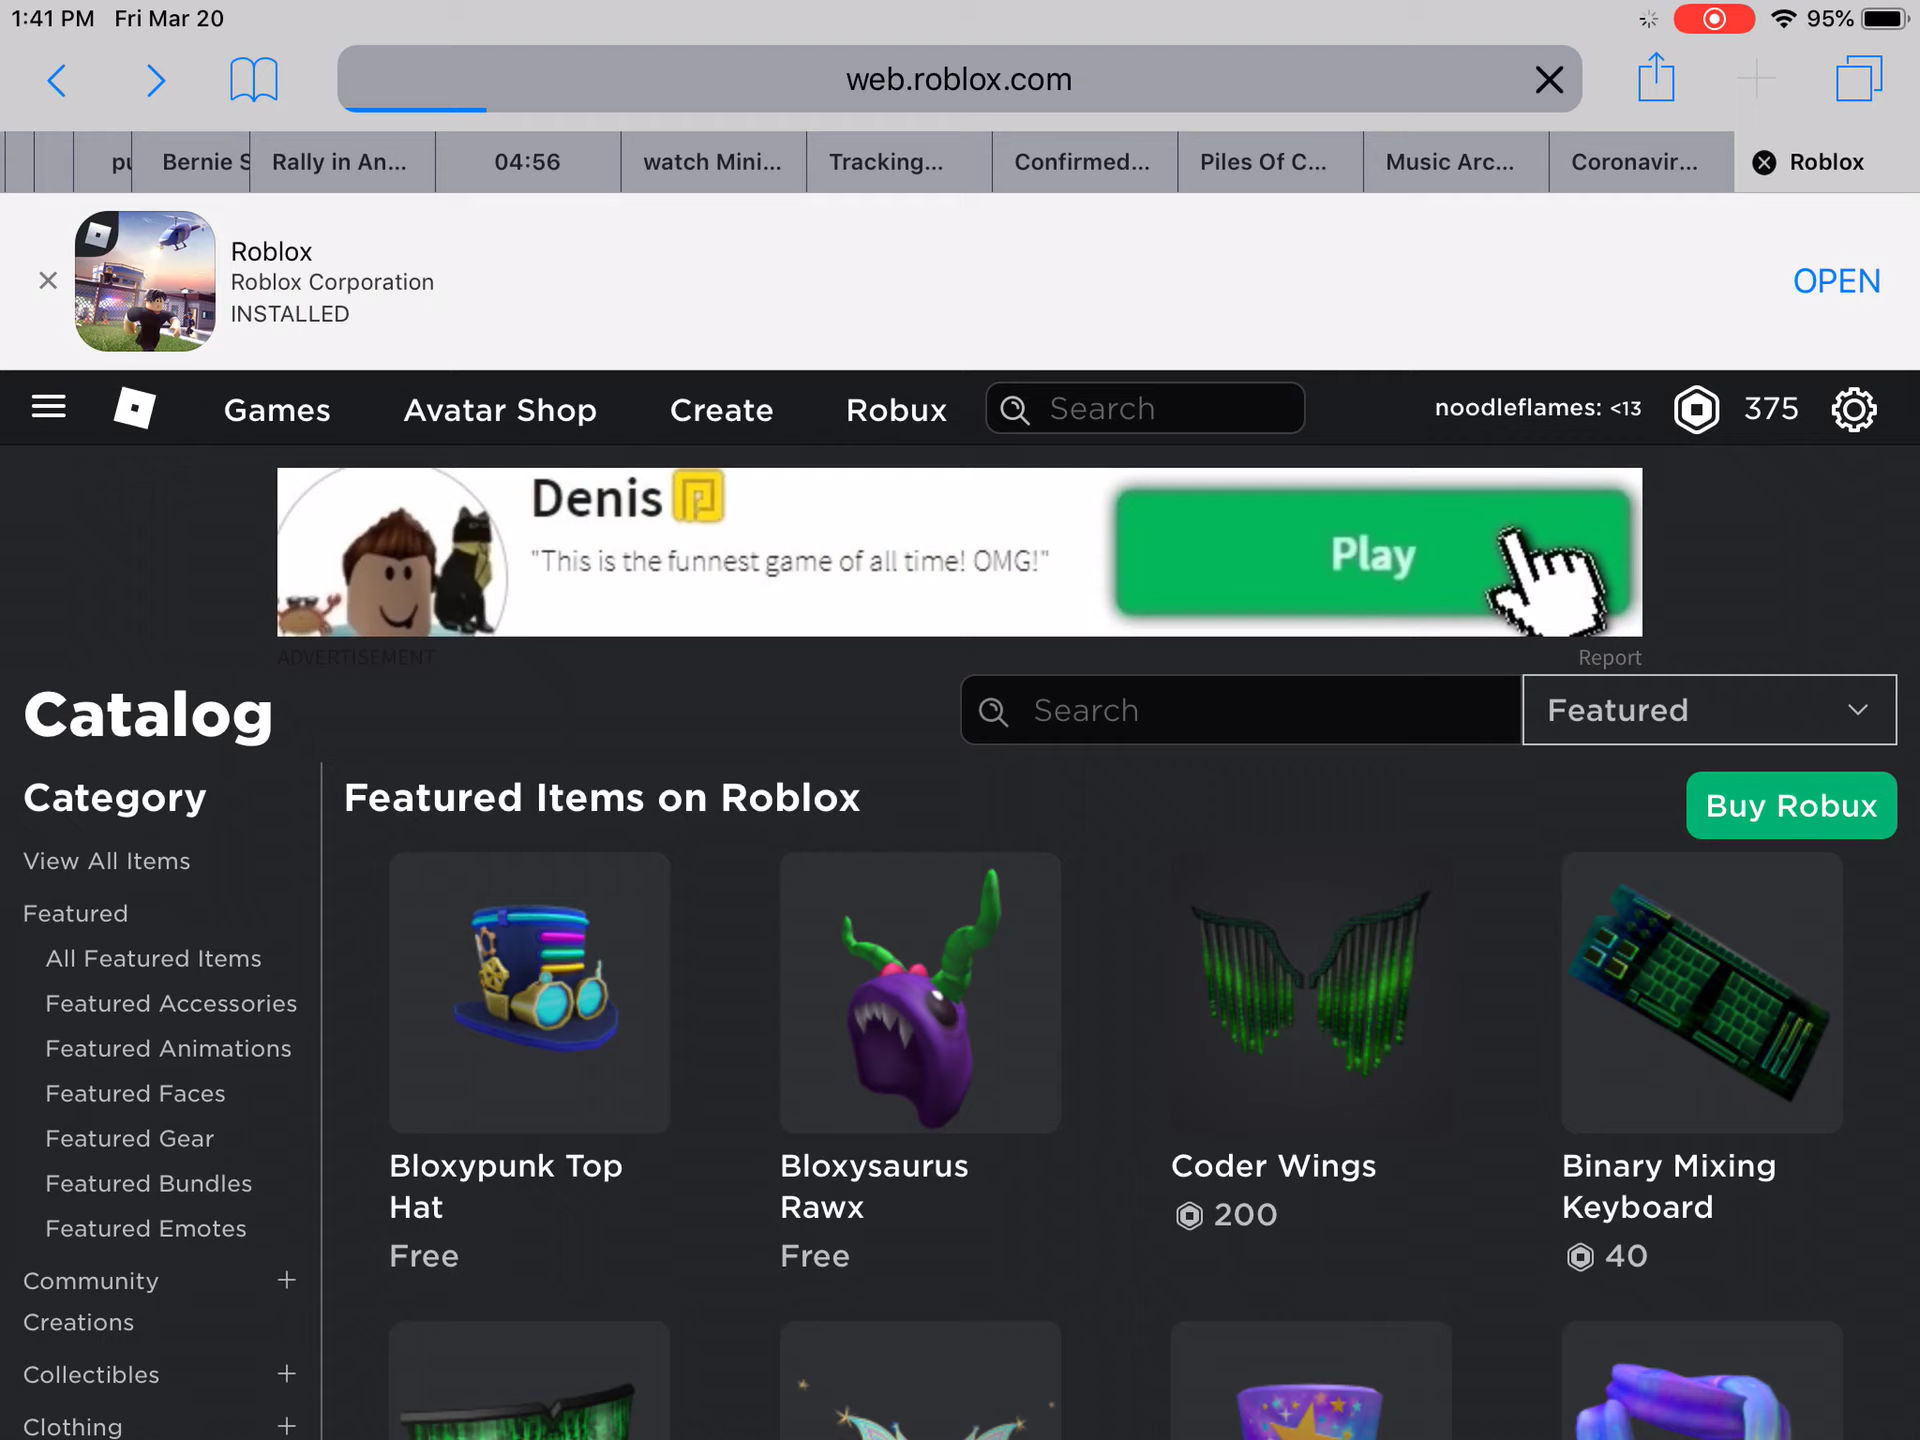 1:41 PM Fri Mar 20
95%
web.roblox.com
pu
Bernie S
Rally in An...
04:56
watch Mini...
Tracking...
Confirmed...
Piles Of C...
Music Arc...
Coronavir...
Roblox
Roblox
Roblox Corporation
INSTALLED
OPEN
Games
Avatar Shop
Create
Robux
Search
noodleflames: <13
375
Denis
"This is the funnest game of all time! OMG!"
Play
ADVERTISEMENT
Report
Catalog
Search
Featured
Category
Featured Items on Roblox
Buy Robux
View All Items
Featured
All Featured Items
Featured Accessories
Featured Animations
Featured Faces
Featured Gear
Featured Bundles
Featured Emotes
Community +
Creations
Collectibles +
Clothing +
Bloxypunk Top
Hat
Free
Bloxysaurus
Rawx
Free
Coder Wings
200
Binary Mixing
Keyboard
40